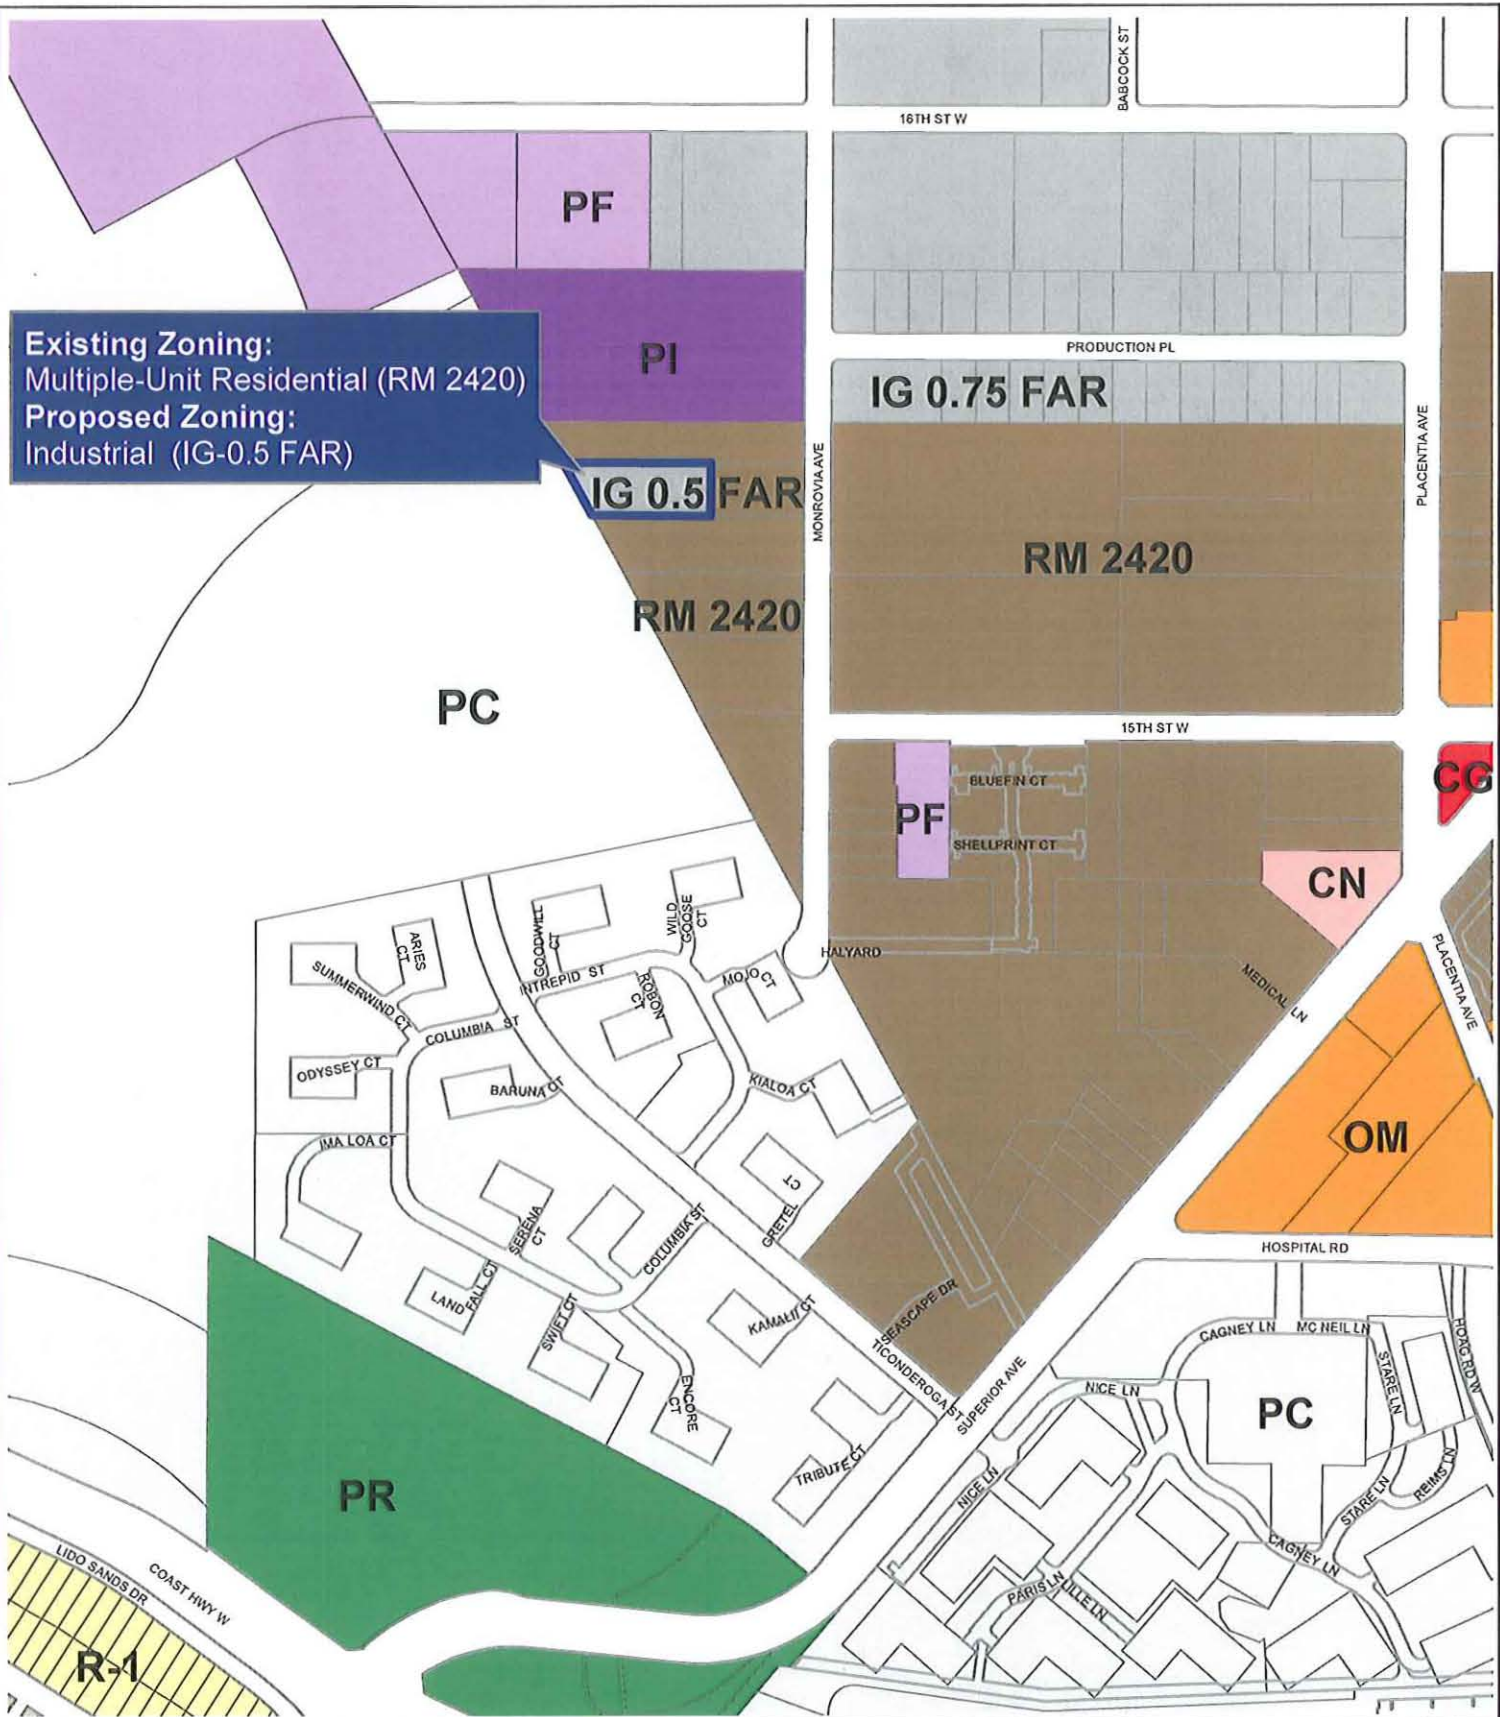 BABCOCK ST
16TH ST W
PF
Existing Zoning:
Multiple-Unit Residential (RM 2420)
Proposed Zoning:
Industrial (IG-0.5 FAR)
PI
PRODUCTION PL
IG 0.75 FAR
MONROVIA AVE
PLACENTIA AVE
IG 0.5 FAR
RM 2420
RM 2420
PC
15TH ST W
PF
BLUEFIN CT
SHELLPRINT CT
CG
CN
HALYARD
MEDICAL LN
PLACENTIA AVE
GOODWILL
CT
WILD
GOOSE
CT
ARIES
CT
SUMMERWIND CT
INTREPID ST
ROBON
CT
MOJO CT
COLUMBIA ST
ODYSSEY CT
BARUNA CT
KIALOA CT
IMA LOA CT
GRETEL CT
SERENA
CT
COLUMBIA ST
OM
HOSPITAL RD
LAND
FALL CT
SWIFT CT
KAMALII CT
SEASCAPE DR
TICONDEROGA ST
SUPERIOR AVE
ENCORE
CT
TRIBUTE CT
CAGNEY LN
MC NEIL LN
STARE LN
HOAG RD W
NICE LN
PC
NICE LN
STARE LN
REIMS LN
CAGNEY LN
PARIS LN
LILLE LN
PR
LIDO SANDS DR
COAST HWY W
R-1